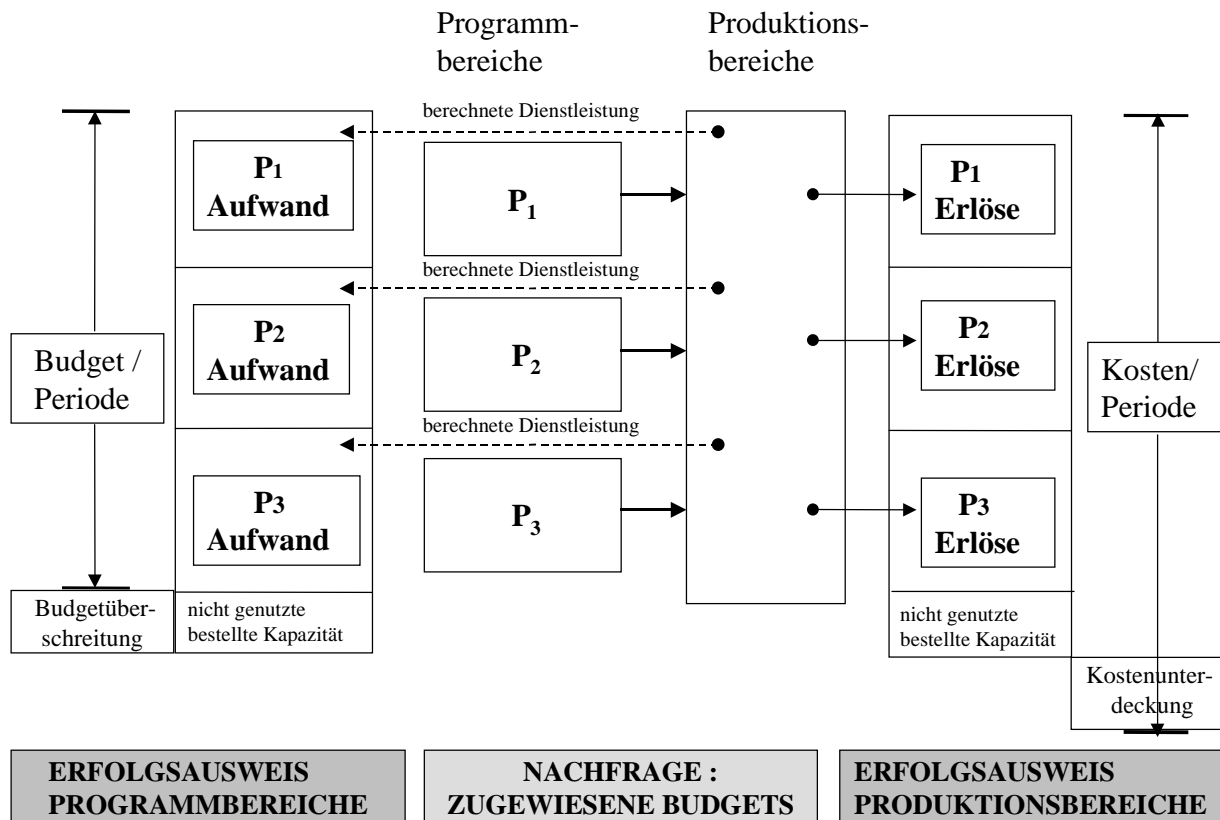 Programm-
bereiche
Produktions-
bereiche
berechnete Dienstleistung
P1
Aufwand
P1
P1
Erlöse
berechnete Dienstleistung
P2
Aufwand
P2
P2
Erlöse
Budget /
Periode
Kosten/
Periode
berechnete Dienstleistung
P3
Aufwand
P3
P3
Erlöse
Budgetüber-
schreitung
nicht genutzte
bestellte Kapazität
nicht genutzte
bestellte Kapazität
Kostenunter-
deckung
ERFOLGSAUSWEIS
PROGRAMMBEREICHE
NACHFRAGE :
ZUGEWIESENE BUDGETS
ERFOLGSAUSWEIS
PRODUKTIONSBEREICHE